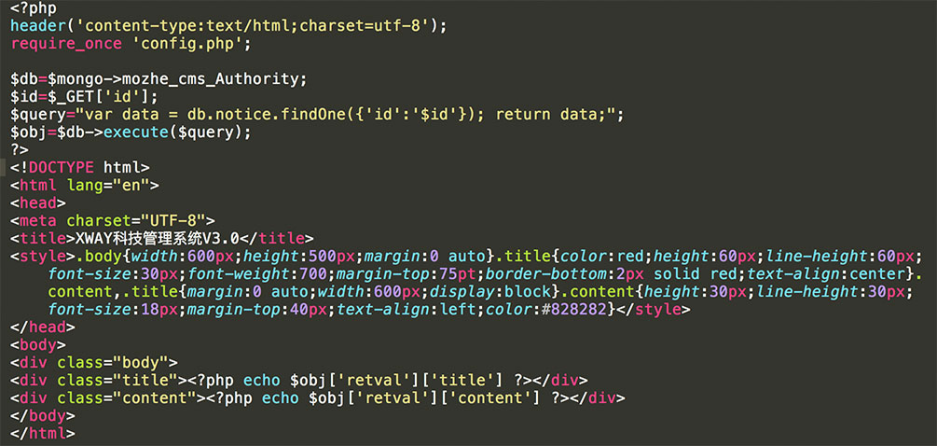 <?php
header('content-type:text/html;charset=utf-8');
require_once 'config.php';
$db=$mongo->mozhe_cms_Authority;
$id=$_GET['id'];
$query="var data = db.notice.findOne({'id':'$id'}); return data;";
$obj=$db->execute($query);
?>
<!DOCTYPE html>
<html lang="en">
<head>
<meta charset="UTF-8">
<title>XWAY科技管理系统V3.0</title>
<style>.body{width:600px;height:500px;margin:0 auto}.title{color:red;height:60px;line-height:60px;
font-size:30px;font-weight:700;margin-top:75pt;border-bottom:2px solid red;text-align:center}.
content,.title{margin:0 auto;width:600px;display:block}.content{height:30px;line-height:30px;
font-size:18px;margin-top:40px;text-align:left;color:#828282}</style>
</head>
<body>
<div class="body">
<div class="title"><?php echo $obj['retval']['title'] ?></div>
<div class="content"><?php echo $obj['retval']['content'] ?></div>
</body>
</html>